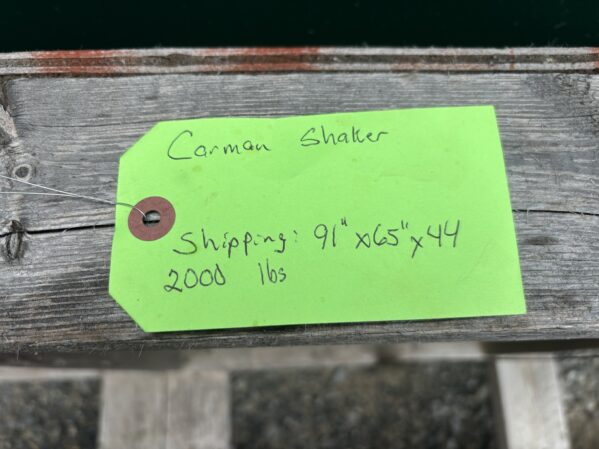 Carman Shaker
Shipping: 91" x65" x44
2000 lbs